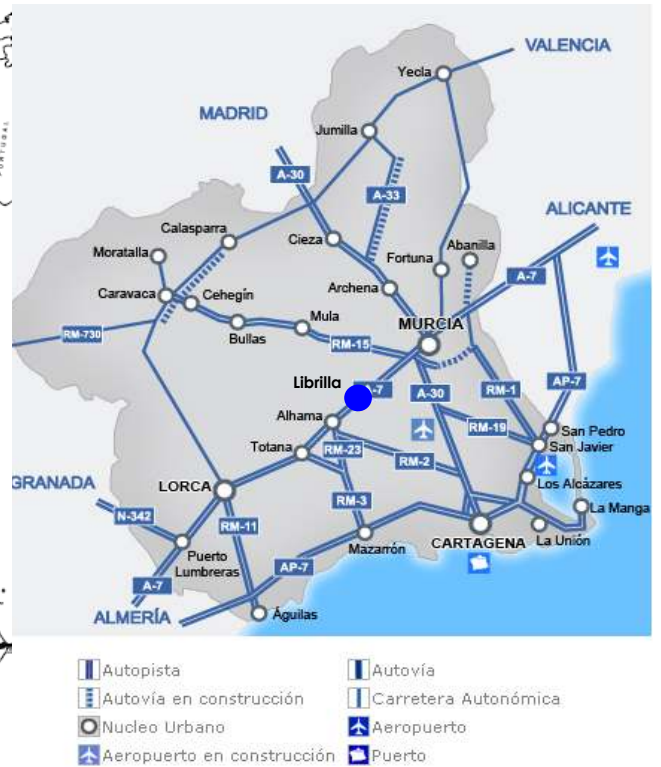 VALENCIA
Yecla
MADRID
Jumilla
A-30
A-33
ALICANTE
Calasparra
Cieza
Moratalla
Fortuna
Abanilla
A-7
Archena
Caravaca
Cehegín
MURCIA
Mula
RM-730
Bullas
RM-15
Librilla
-7
A-30
RM-1
AP-7
Alhama
San Pedro
RM-19
San Javier
Totana
RM-23
RM-2
GRANADA
LORCA
Los Alcázares
RM-3
La Manga
N-342
RM-11
Mazarrón
CARTAGENA
La Unión
Puerto
Lumbreras
AP-7
A-7
ALMERÍA
Águilas
PORTUGAL
Autopista
Autovía
Autovía en construcción
Carretera Autonómica
Nucleo Urbano
Aeropuerto
Aeropuerto en construcción
Puerto